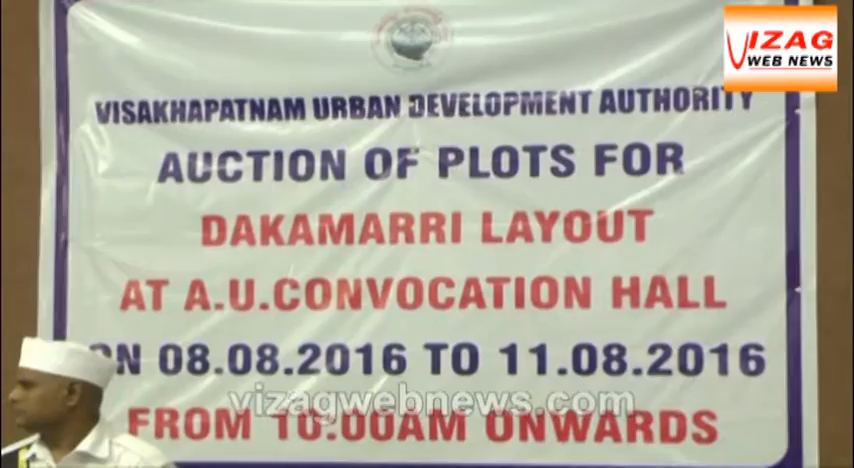 VIZAG
WEB NEWS
VISAKHAPATNAM URBAN DEVELOPMENT AUTHORITY
AUCTION OF PLOTS FOR
DAKAMARRI LAYOUT
AT A.U.CONVOCATION HALL
ON 08.08.2016 TO 11.08.2016
vizagwebnews.com
FROM 10:00AM ONWARDS